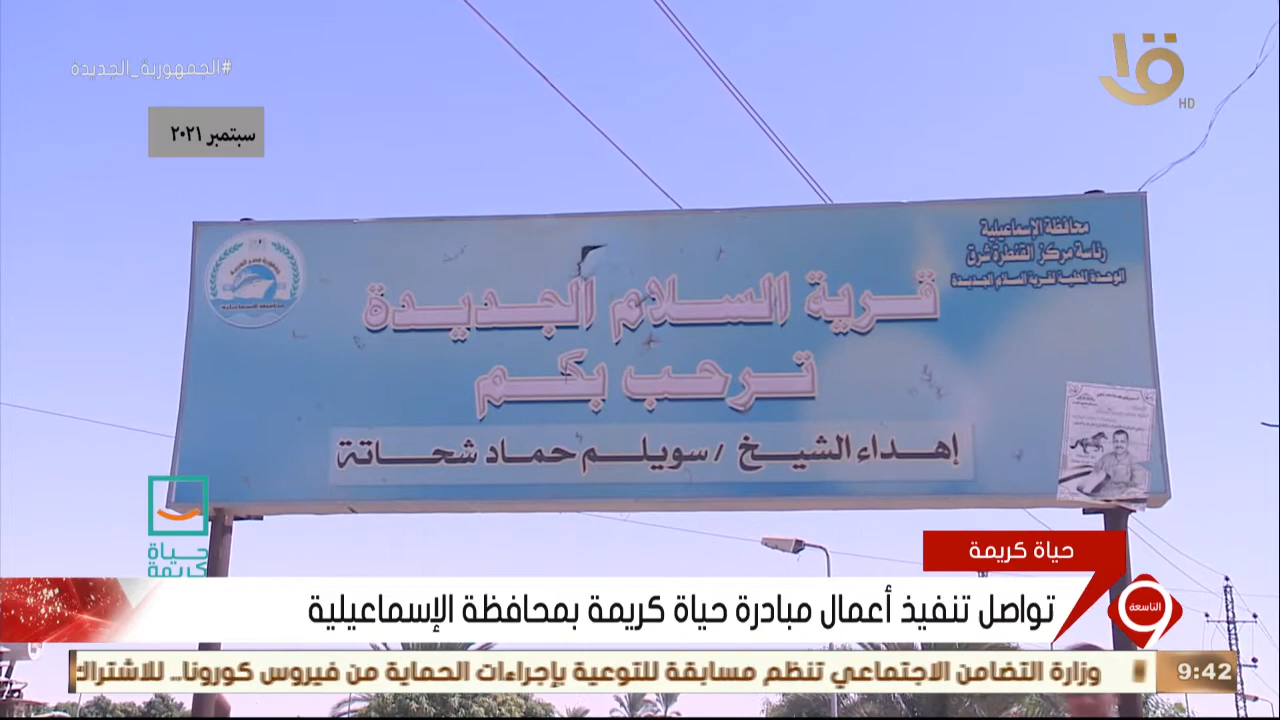 #الجمهورية_الجديدة
HD
سبتمبر ٢٠٢١
محافظة الإسماعيلية
رئاسة مركز القنطرة شرق
الوحدة المحلية لقرية السلام الجديدة
قرية السلام الجديدة
ترحب بكم
إهداء الشيخ / سويلم حماد شحاتة
حياة
كريمة
حياة كريمة
تواصل تنفيذ أعمال مبادرة حياة كريمة بمحافظة الإسماعيلية
التاسعة
وزارة التضامن الاجتماعي تنظم مسابقة للتوعية بإجراءات الحماية من فيروس كورونا.. للاشتراك
9:42